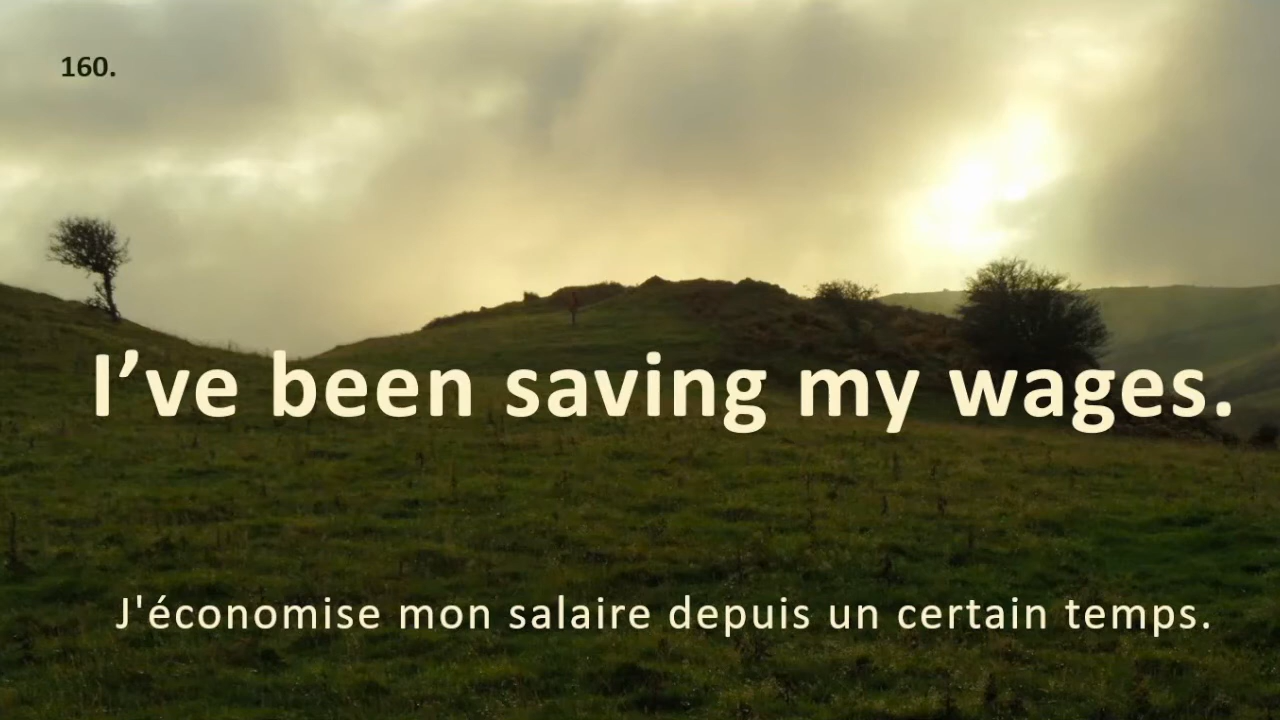 160.
I’ve been saving my wages.
J'économise mon salaire depuis un certain temps.